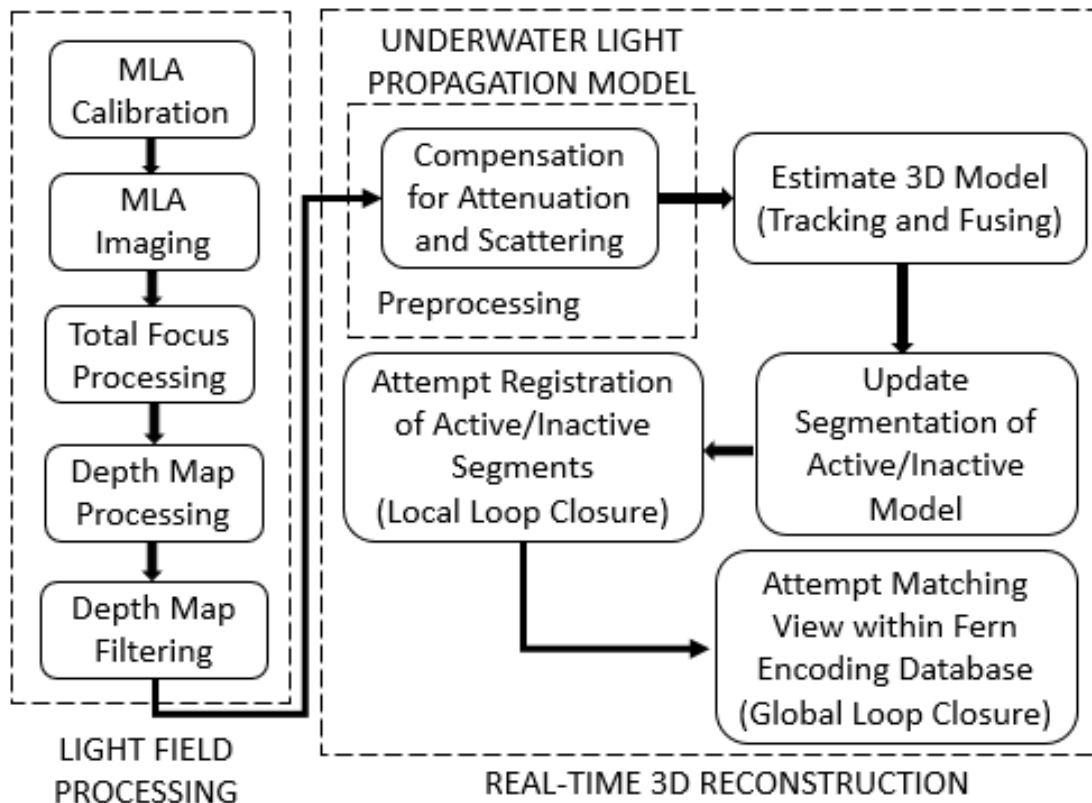 MLA
Calibration
MLA
Imaging
Total Focus
Processing
Depth Map
Processing
Depth Map
Filtering
LIGHT FIELD
PROCESSING
UNDERWATER LIGHT
PROPAGATION MODEL
Compensation
for Attenuation
and Scattering
Preprocessing
Estimate 3D Model
(Tracking and Fusing)
Update
Segmentation of
Active/Inactive
Model
Attempt Registration
of Active/Inactive
Segments
(Local Loop Closure)
Attempt Matching
View within Fern
Encoding Database
(Global Loop Closure)
REAL-TIME 3D RECONSTRUCTION